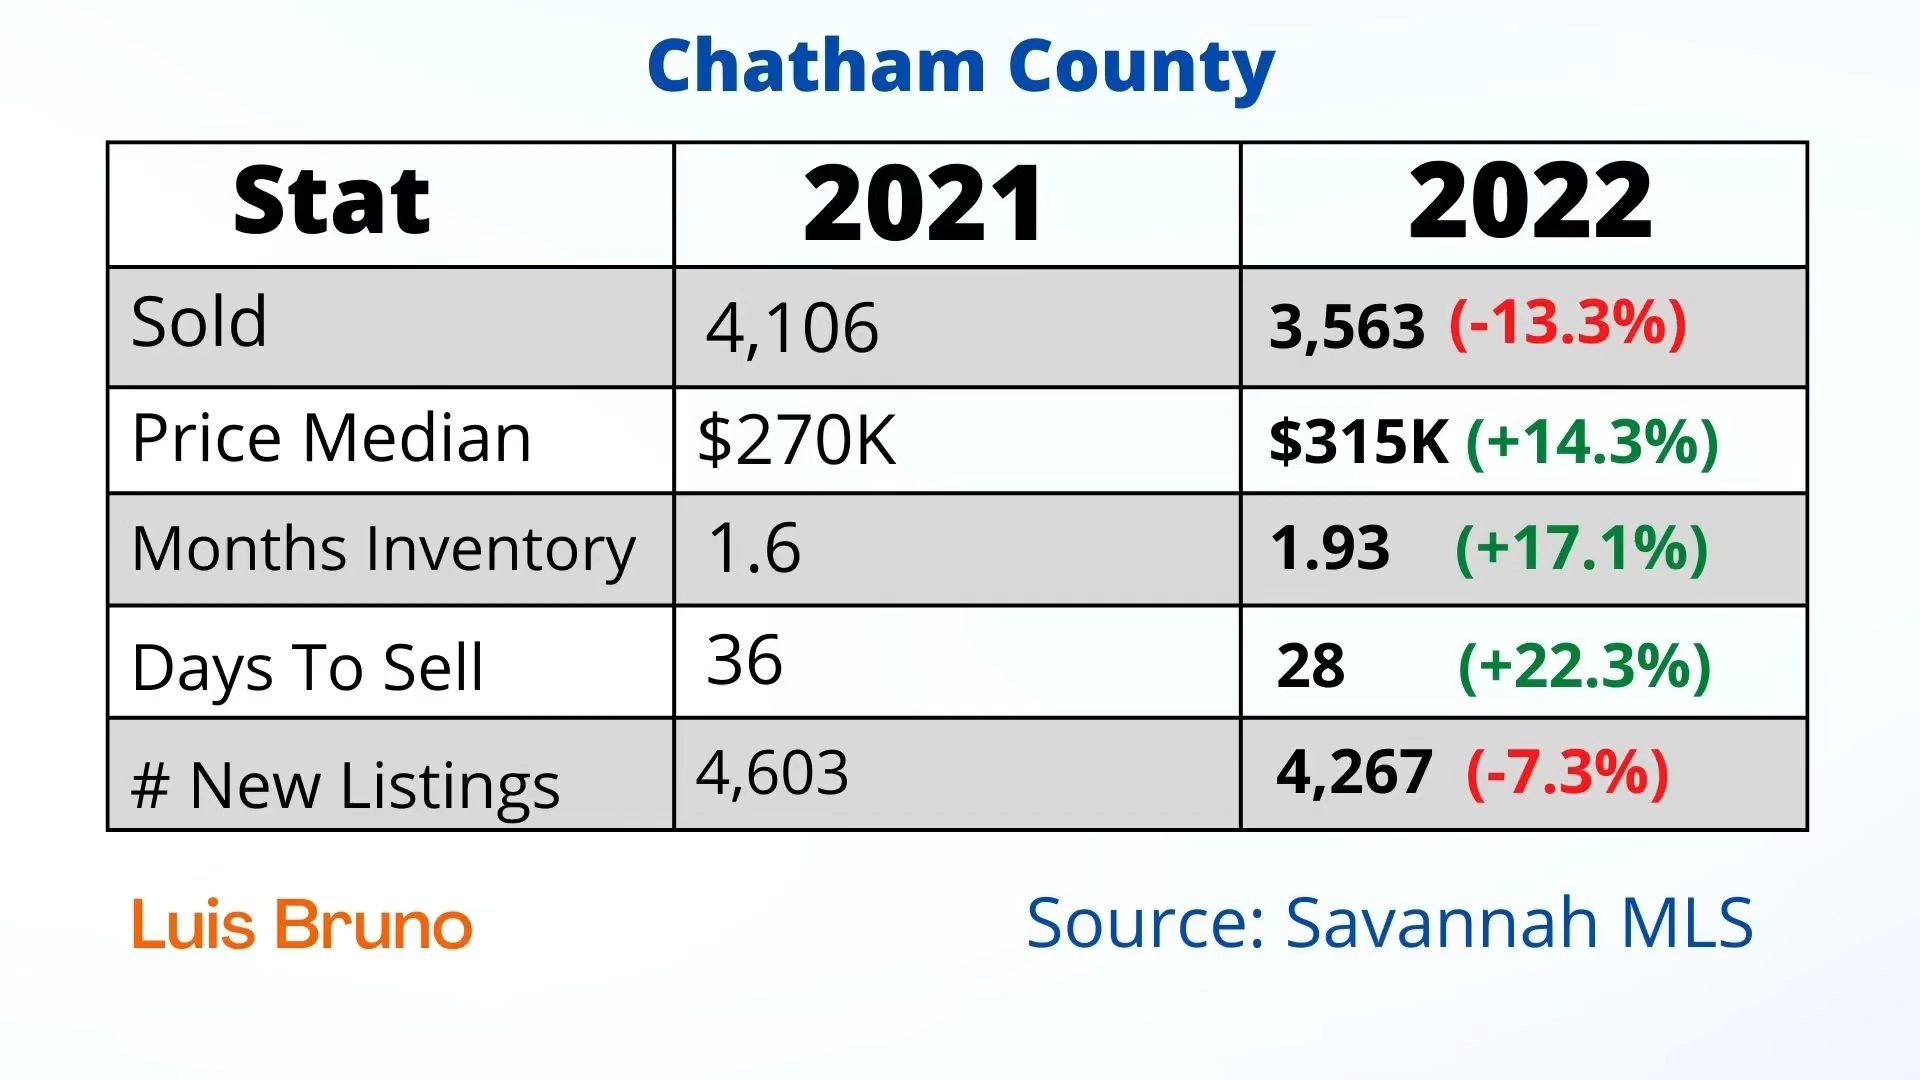 Chatham County
Stat 2021 2022
Sold 4,106 3,563 (-13.3%)
Price Median $270K $315K (+14.3%)
Months Inventory 1.6 1.93 (+17.1%)
Days To Sell 36 28 (+22.3%)
# New Listings 4,603 4,267 (-7.3%)
Luis Bruno Source: Savannah MLS